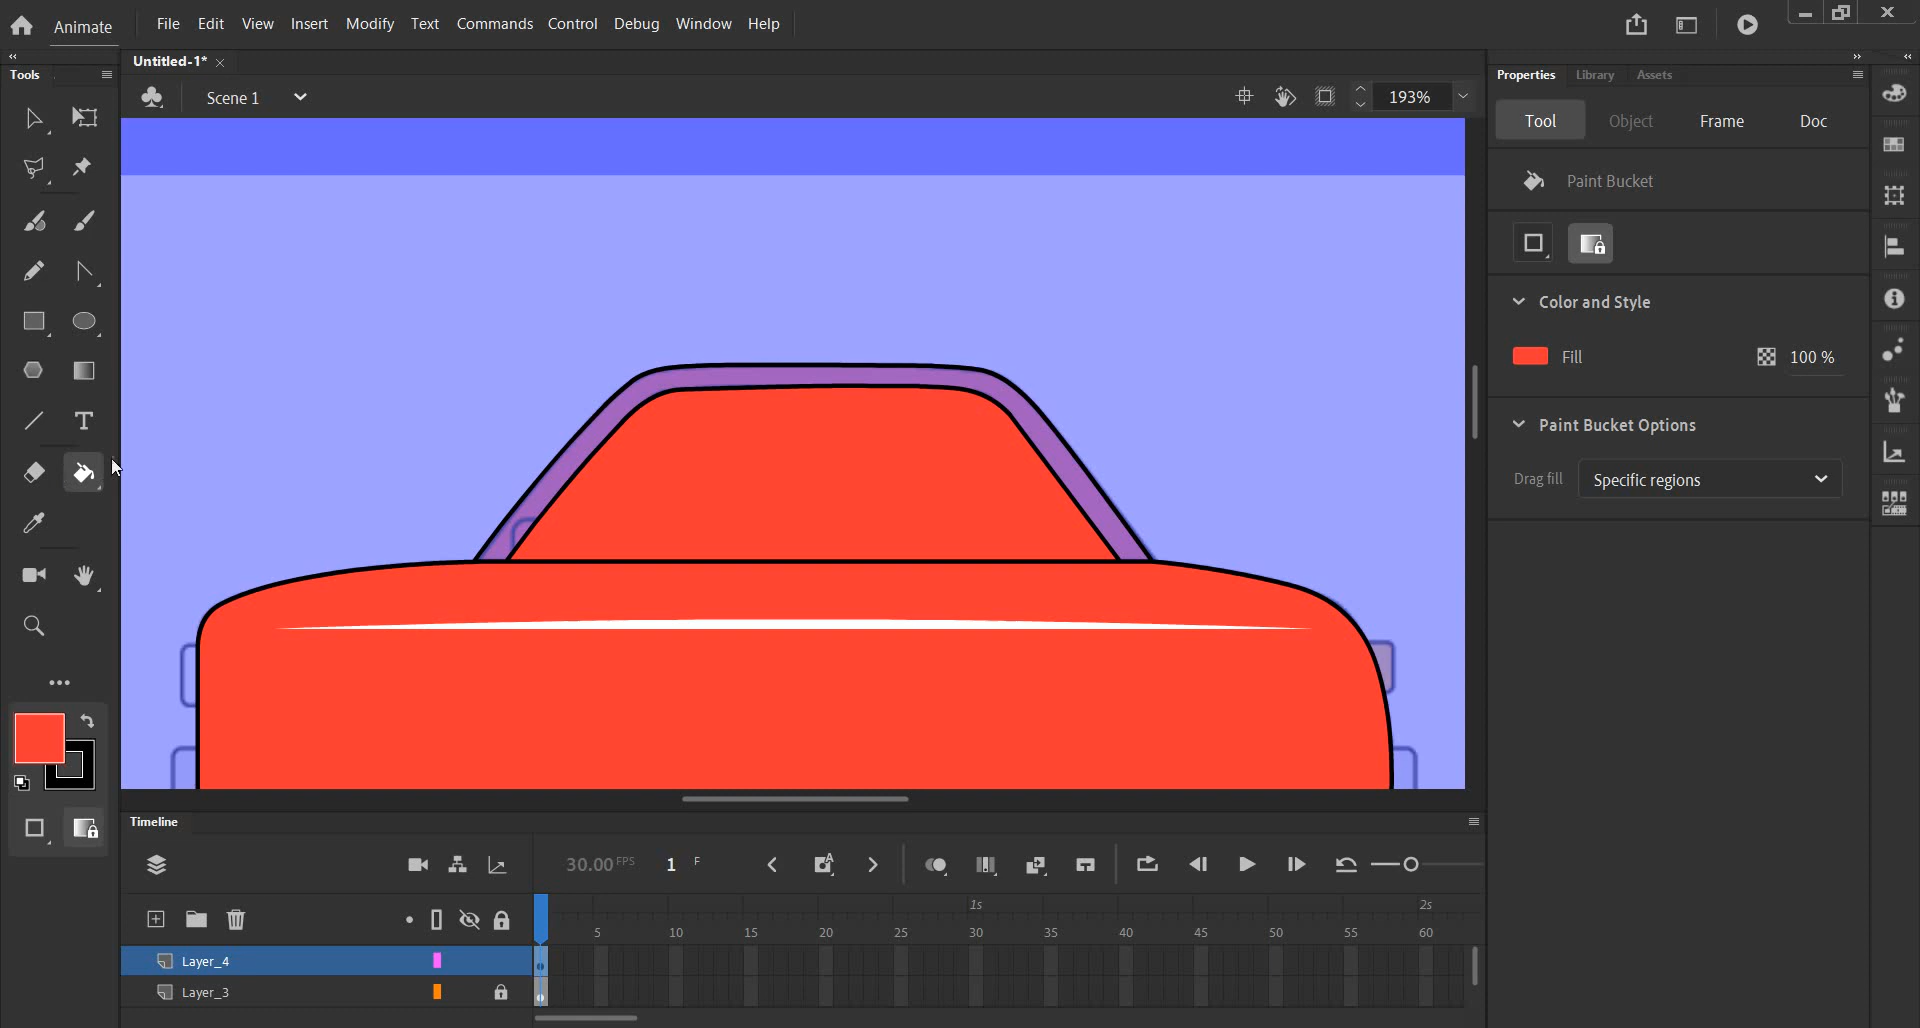 Animate
File Edit View Insert Modify Text Commands Control Debug Window Help
Tools
Untitled-1*
Scene 1
193%
Properties Library Assets
Tool Object Frame Doc
Paint Bucket
Color and Style
Fill 100 %
Paint Bucket Options
Drag fill Specific regions
T
Timeline
30.00 FPS 1 F
1s 2s
5 10 15 20 25 30 35 40 45 50 55 60
Layer_4
Layer_3